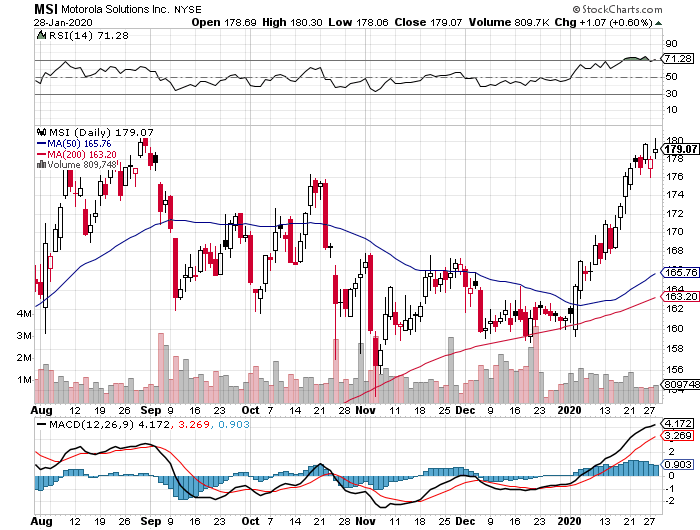 MSI Motorola Solutions Inc. NYSE © StockCharts.com
28-Jan-2020 Open 178.69 High 180.30 Low 178.06 Close 179.07 Volume 809.7K Chg +1.07 (+0.60%)
RSI(14) 71.28
90
71.28
50
30
10
MSI (Daily) 179.07
MA(50) 165.76
MA(200) 163.20
Volume 809,748
180
179.07
178
176
174
172
170
168
165.76
164
163.20
162
160
158
156
154
4M
3M
2M
1M
809748
Aug 12 19 26 Sep 9 16 23 Oct 7 14 21 28 Nov 11 18 25 Dec 9 16 23 2020 13 21 27
MACD(12,26,9) 4.172, 3.269, 0.903
4.172
3.269
2
0.903
0
-1
-2
Aug 12 19 26 Sep 9 16 23 Oct 7 14 21 28 Nov 11 18 25 Dec 9 16 23 2020 13 21 27